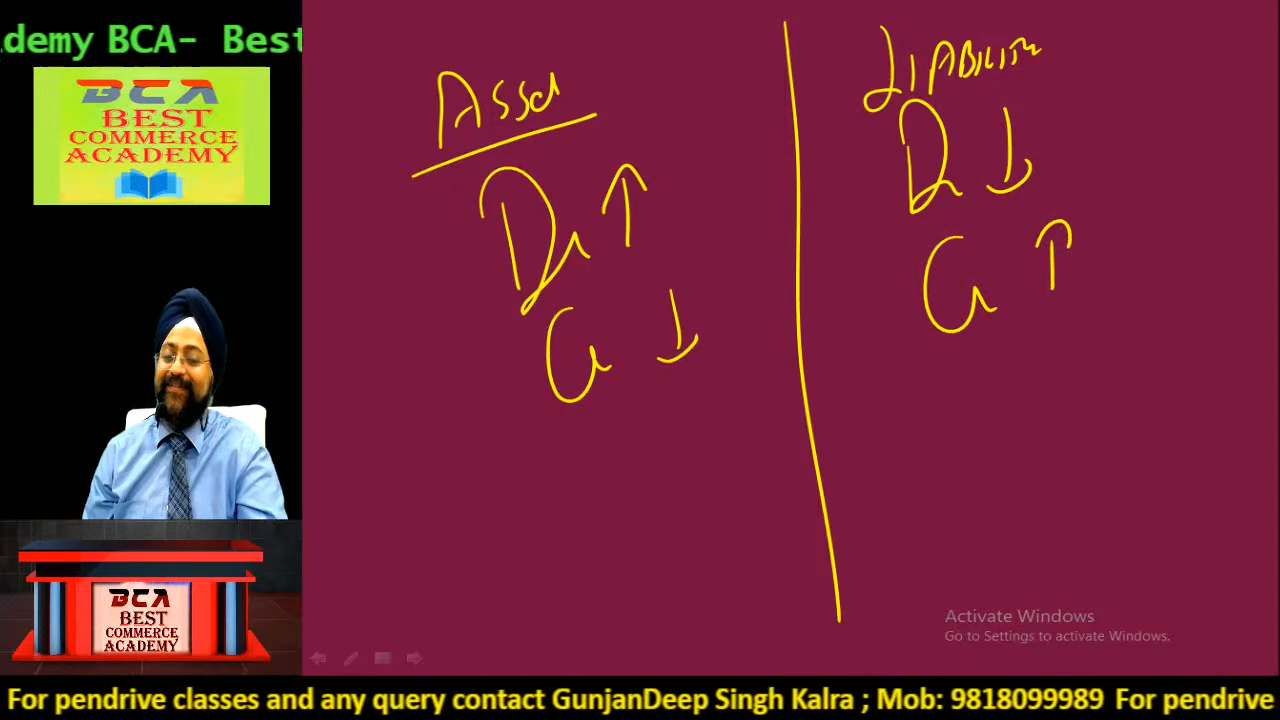 demy BCA- Best
BCA
BEST
COMMERCE
ACADEMY
Asset
Dr ↑
Cr ↓
LIABILITY
Dr ↓
Cr ↑
BCA
BEST
COMMERCE
ACADEMY
Activate Windows
Go to Settings to activate Windows.
For pendrive classes and any query contact GunjanDeep Singh Kalra ; Mob: 9818099989 For pendrive